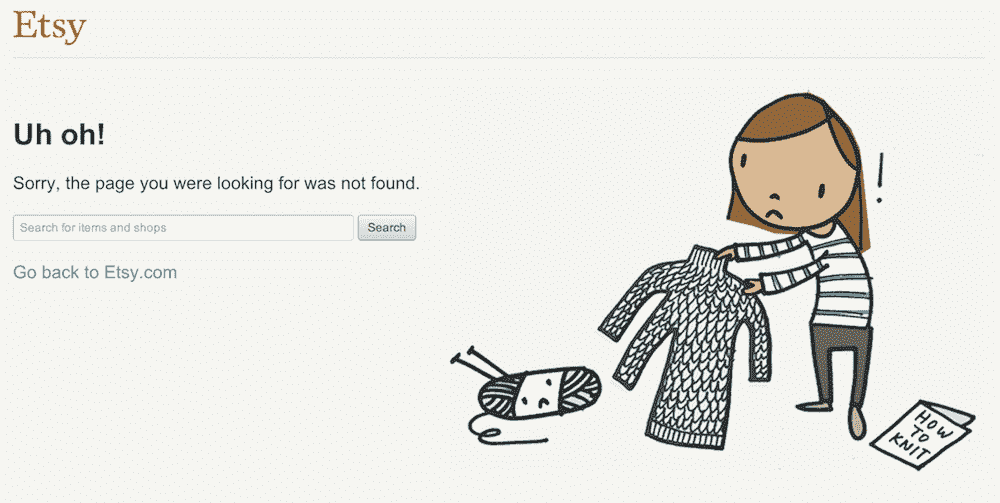 Etsy
Uh oh!
Sorry, the page you were looking for was not found.
Search for items and shops
Search
Go back to Etsy.com
!
HOW
TO
KNIT